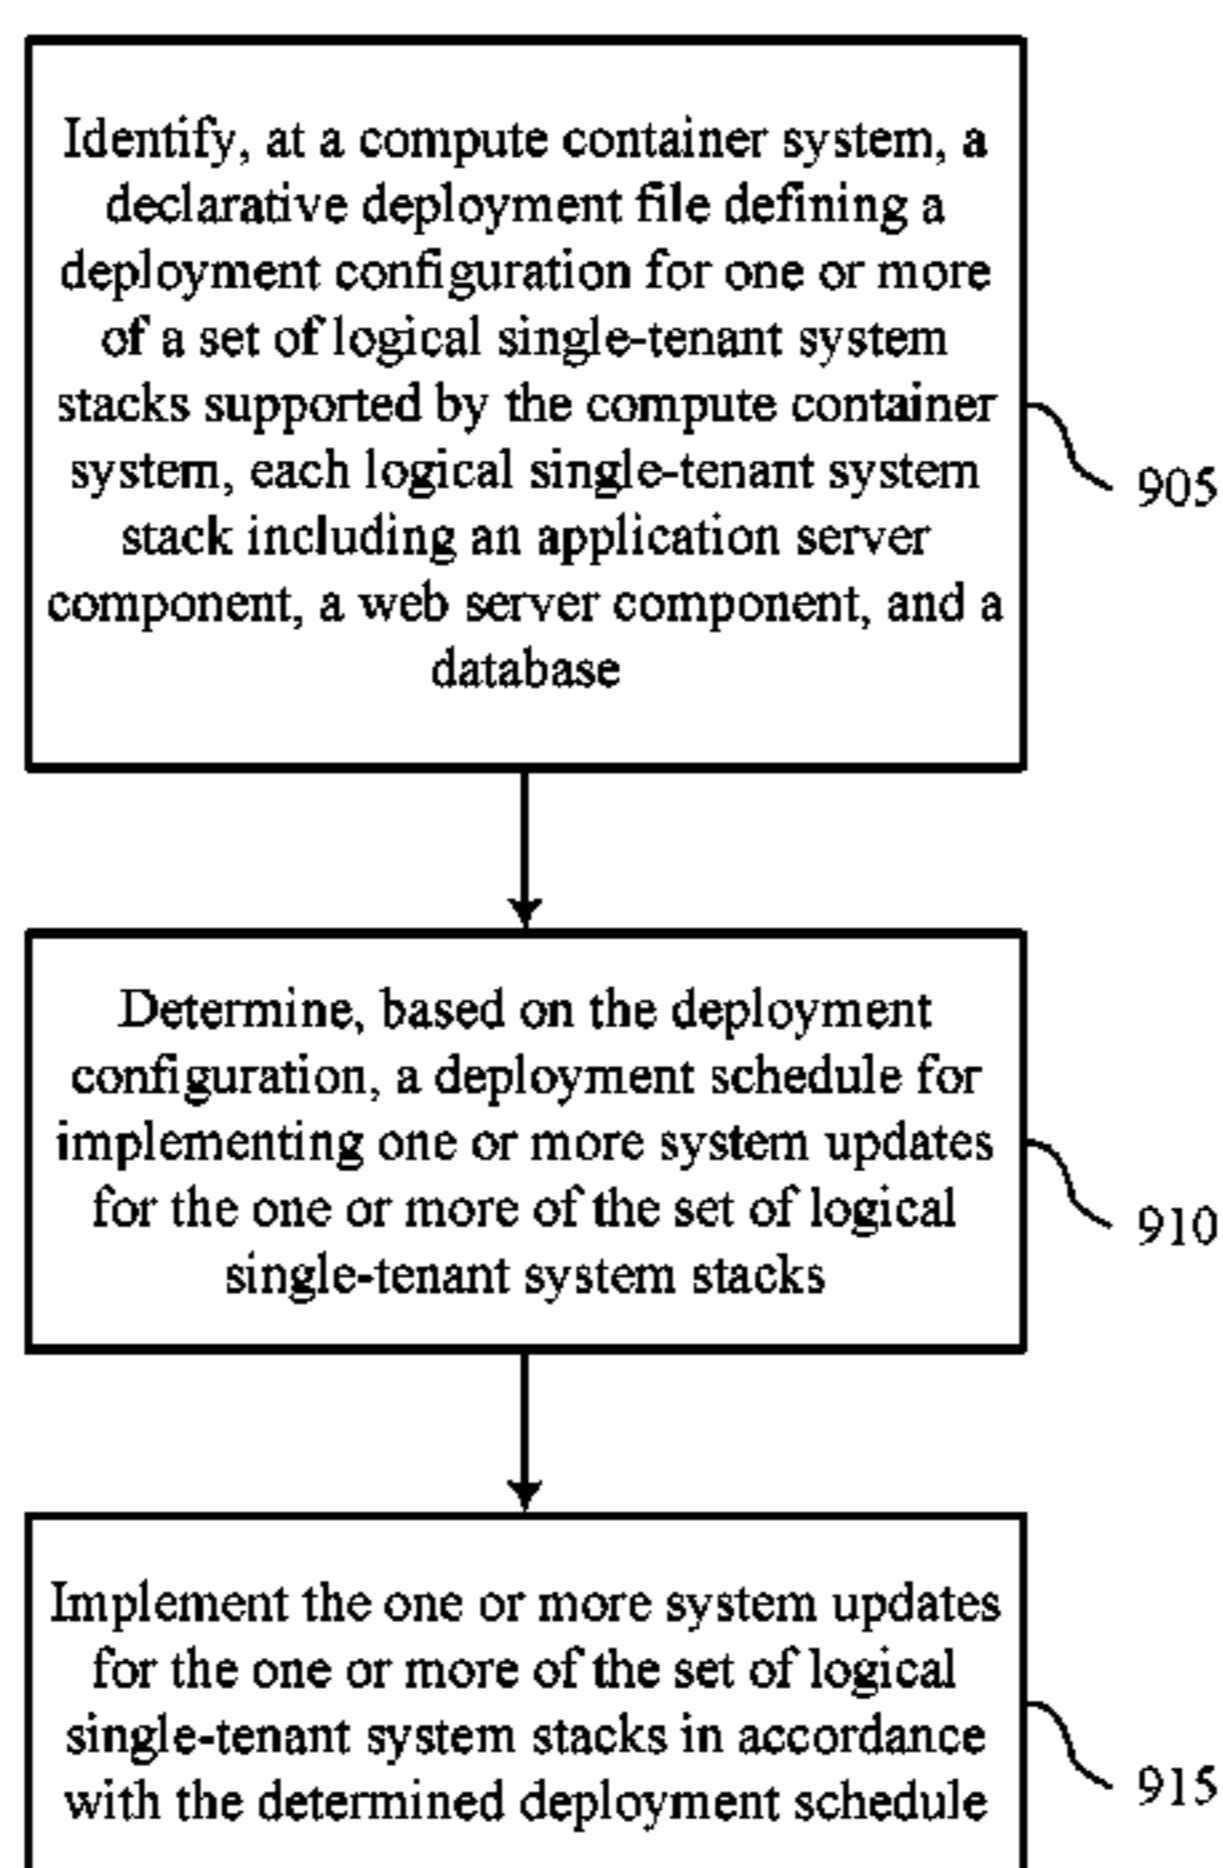 Identify, at a compute container system, a
declarative deployment file defining a
deployment configuration for one or more
of a set of logical single-tenant system
stacks supported by the compute container
system, each logical single-tenant system
stack including an application server
component, a web server component, and a
database
905
Determine, based on the deployment
configuration, a deployment schedule for
implementing one or more system updates
for the one or more of the set of logical
single-tenant system stacks
910
Implement the one or more system updates
for the one or more of the set of logical
single-tenant system stacks in accordance
with the determined deployment schedule
915